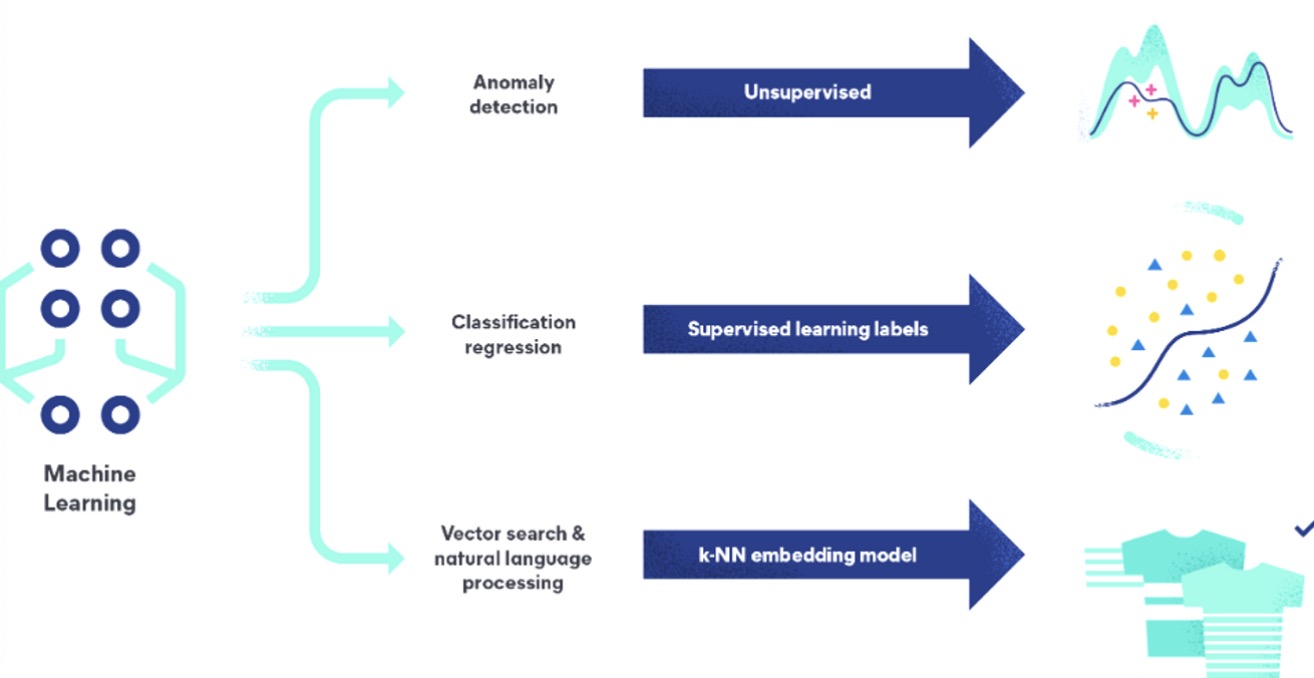 Anomaly
detection
Unsupervised
Machine
Learning
Classification
regression
Supervised learning labels
Vector search &
natural language
processing
k-NN embedding model